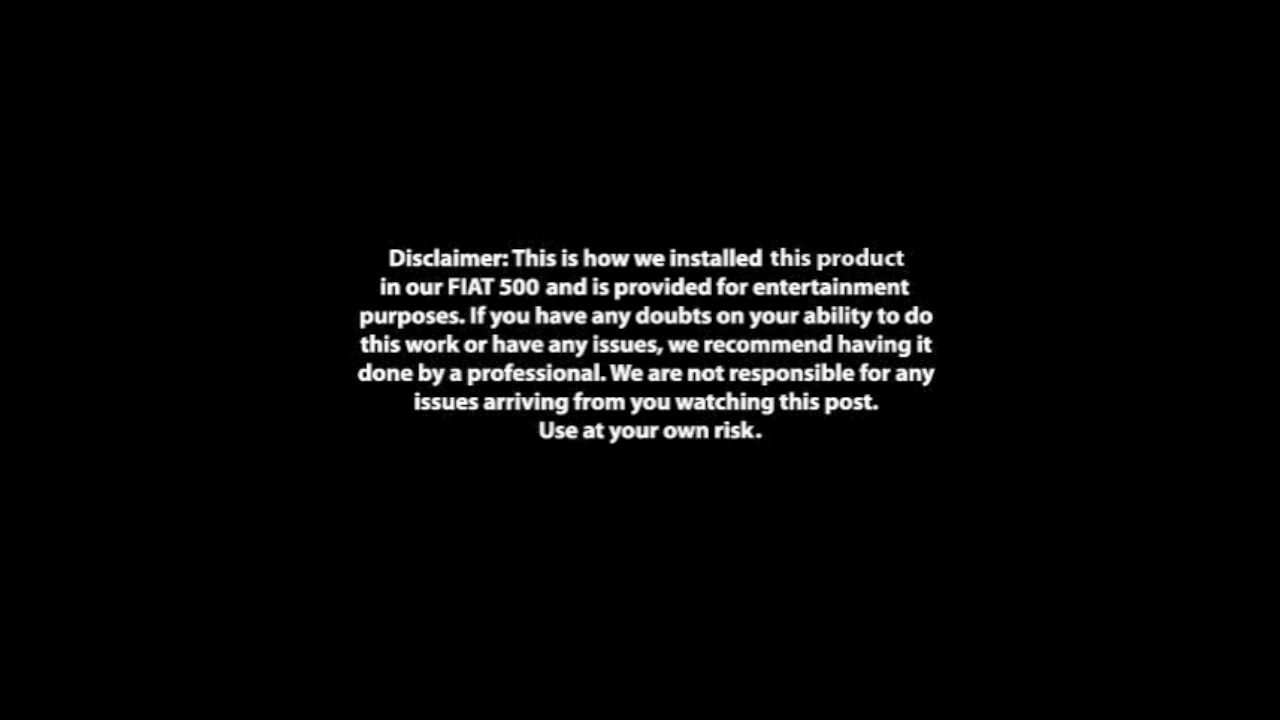 Disclaimer: This is how we installed this product
in our FIAT 500 and is provided for entertainment
purposes. If you have any doubts on your ability to do
this work or have any issues, we recommend having it
done by a professional. We are not responsible for any
issues arriving from you watching this post.
Use at your own risk.